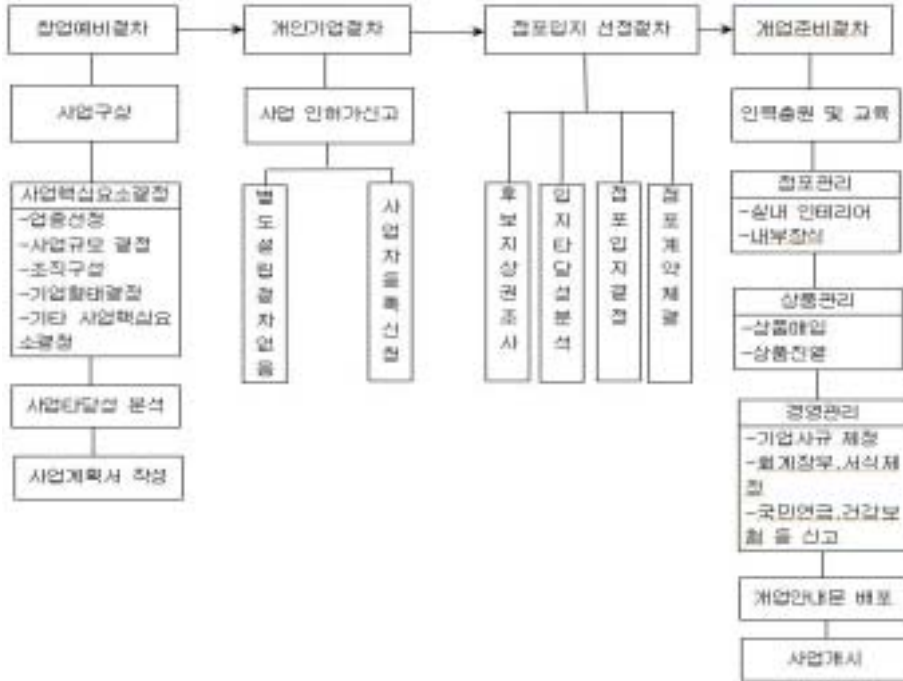 창업예비절차
개인기업절차
점포입지 선정절차
개업준비절차
사업구상
사업핵심요소결정
-업종선정
-사업규모 결정
-조직구성
-기업형태결정
-기타 사업핵심요
소결정
사업타당성 분석
사업계획서 작성
사업 인허가신고
별도설립절차없음
사업자등록신청
후보지상권조사
입지타당성분석
점포입지결정
점포계약체결
인력충원 및 교육
점포관리
-실내 인테리어
-내부장식
상품관리
-상품매입
-상품진열
경영관리
-기업사규 제정
-회계장부,서식제
정
-국민연금,건강보
험 등 신고
개업안내문 배포
사업개시